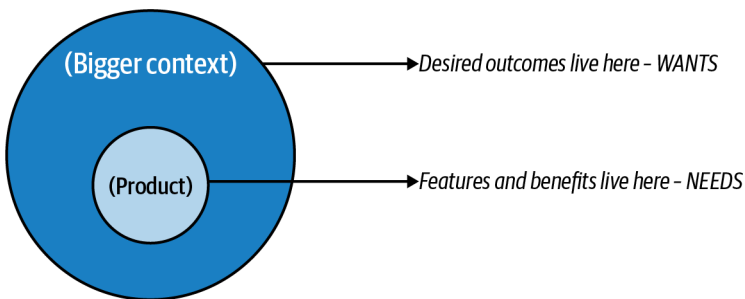 (Bigger context)
Desired outcomes live here – WANTS
(Product)
Features and benefits live here – NEEDS